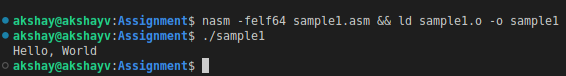 akshay@akshayv:Assignment$ nasm -felf64 sample1.asm && ld sample1.o -o sample1
akshay@akshayv:Assignment$ ./sample1
Hello, World
akshay@akshayv:Assignment$